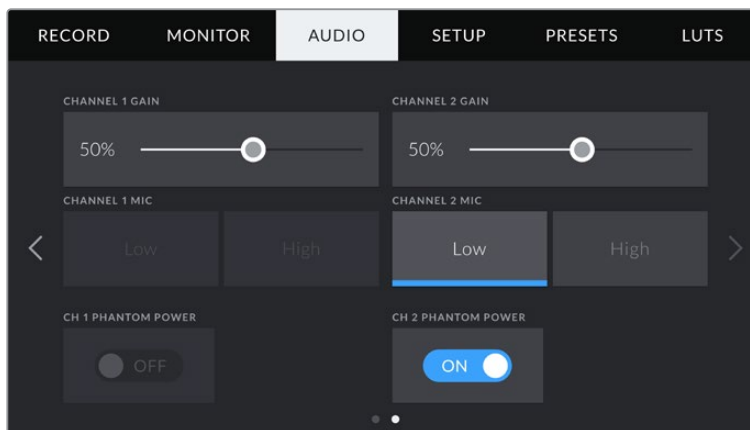 RECORD MONITOR AUDIO SETUP PRESETS LUTS
CHANNEL 1 GAIN CHANNEL 2 GAIN
50% 50%
CHANNEL 1 MIC CHANNEL 2 MIC
Low High Low High
CH 1 PHANTOM POWER CH 2 PHANTOM POWER
OFF ON